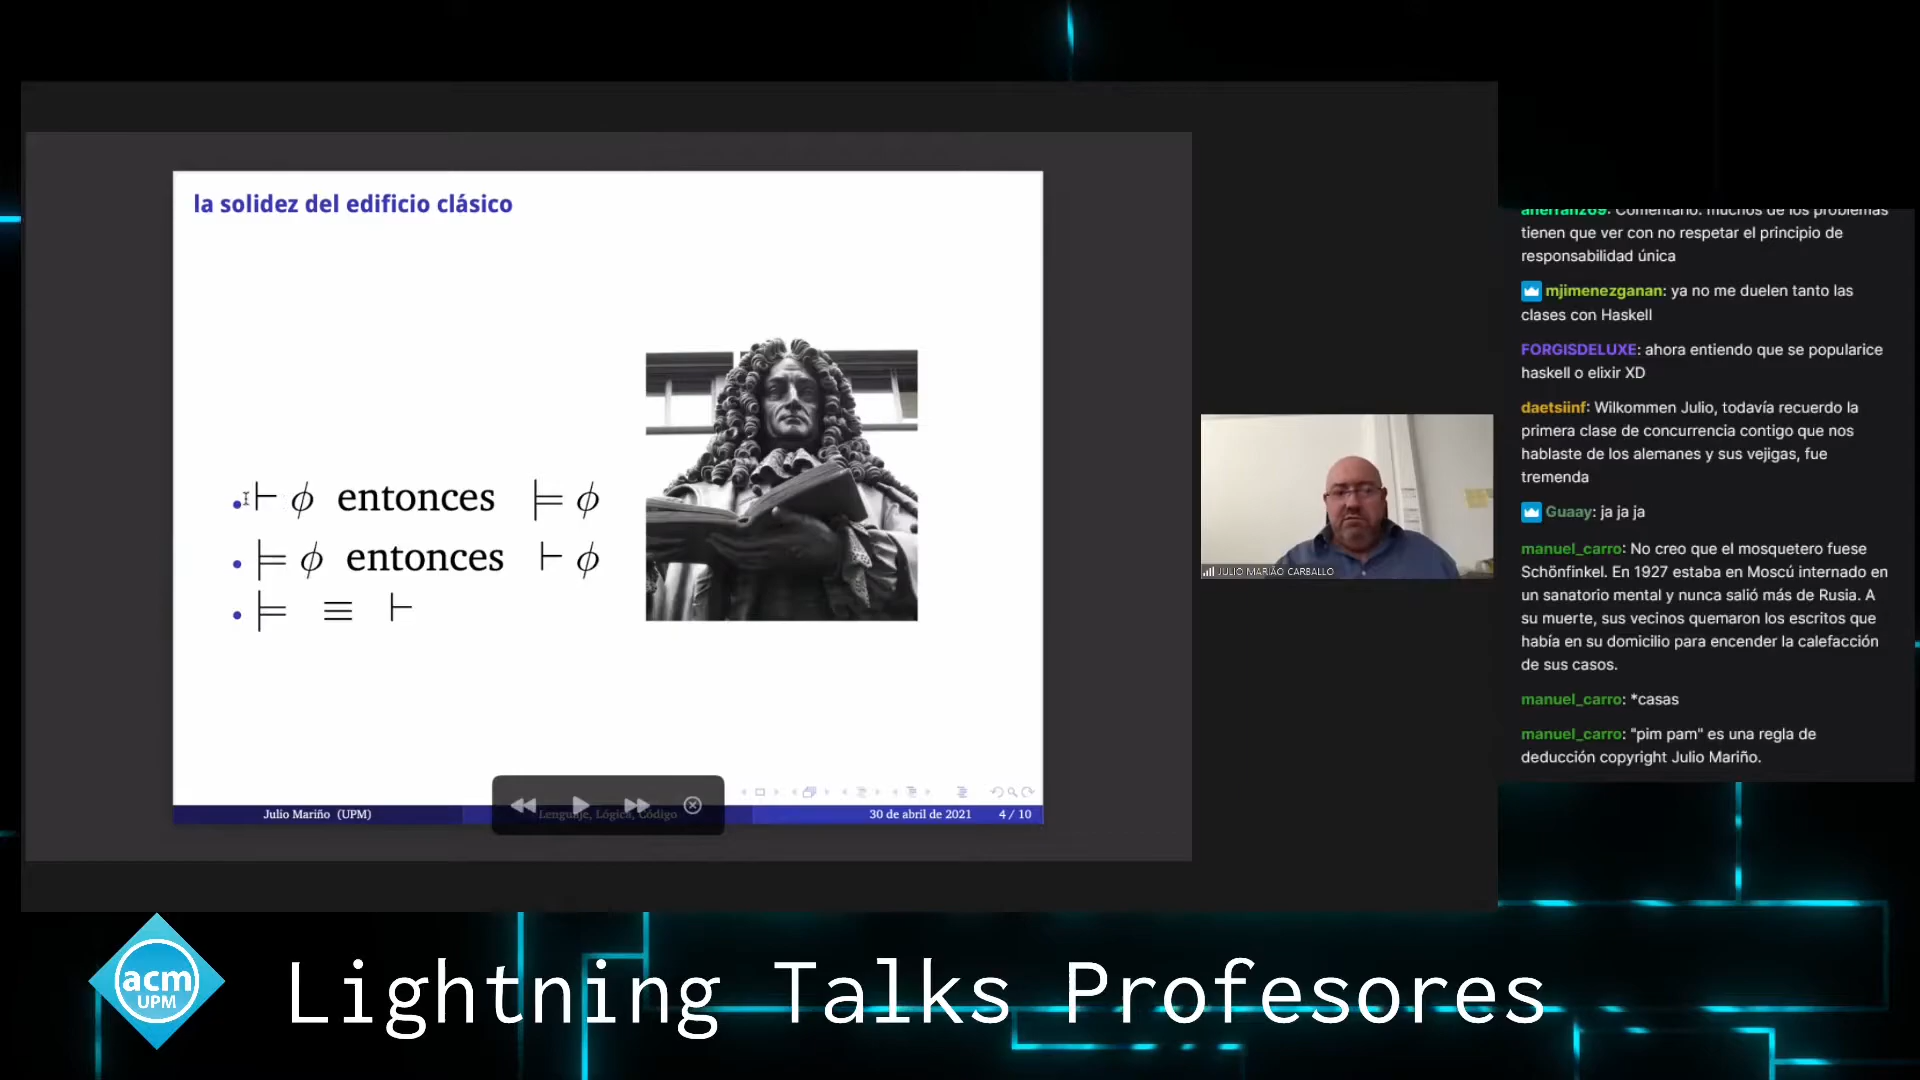 la solidez del edificio clásico
⊢ ϕ entonces ⊨ ϕ
⊨ ϕ entonces ⊢ ϕ
⊨ ≡ ⊢
Julio Mariño (UPM)
Lenguaje, Lógica, Código
30 de abril de 2021
4 / 10
JULIO MARIÃO CARBALLO
aherranz69: Comentario: muchos de los problemas
tienen que ver con no respetar el principio de
responsabilidad única
mjimenezganan: ya no me duelen tanto las
clases con Haskell
FORGISDELUXE: ahora entiendo que se popularice
haskell o elixir XD
daetsiinf: Wilkommen Julio, todavía recuerdo la
primera clase de concurrencia contigo que nos
hablaste de los alemanes y sus vejigas, fue
tremenda
Guaay: ja ja ja
manuel_carro: No creo que el mosquetero fuese
Schönfinkel. En 1927 estaba en Moscú internado en
un sanatorio mental y nunca salió más de Rusia. A
su muerte, sus vecinos quemaron los escritos que
había en su domicilio para encender la calefacción
de sus casos.
manuel_carro: *casas
manuel_carro: "pim pam" es una regla de
deducción copyright Julio Mariño.
acm
UPM
Lightning Talks Profesores